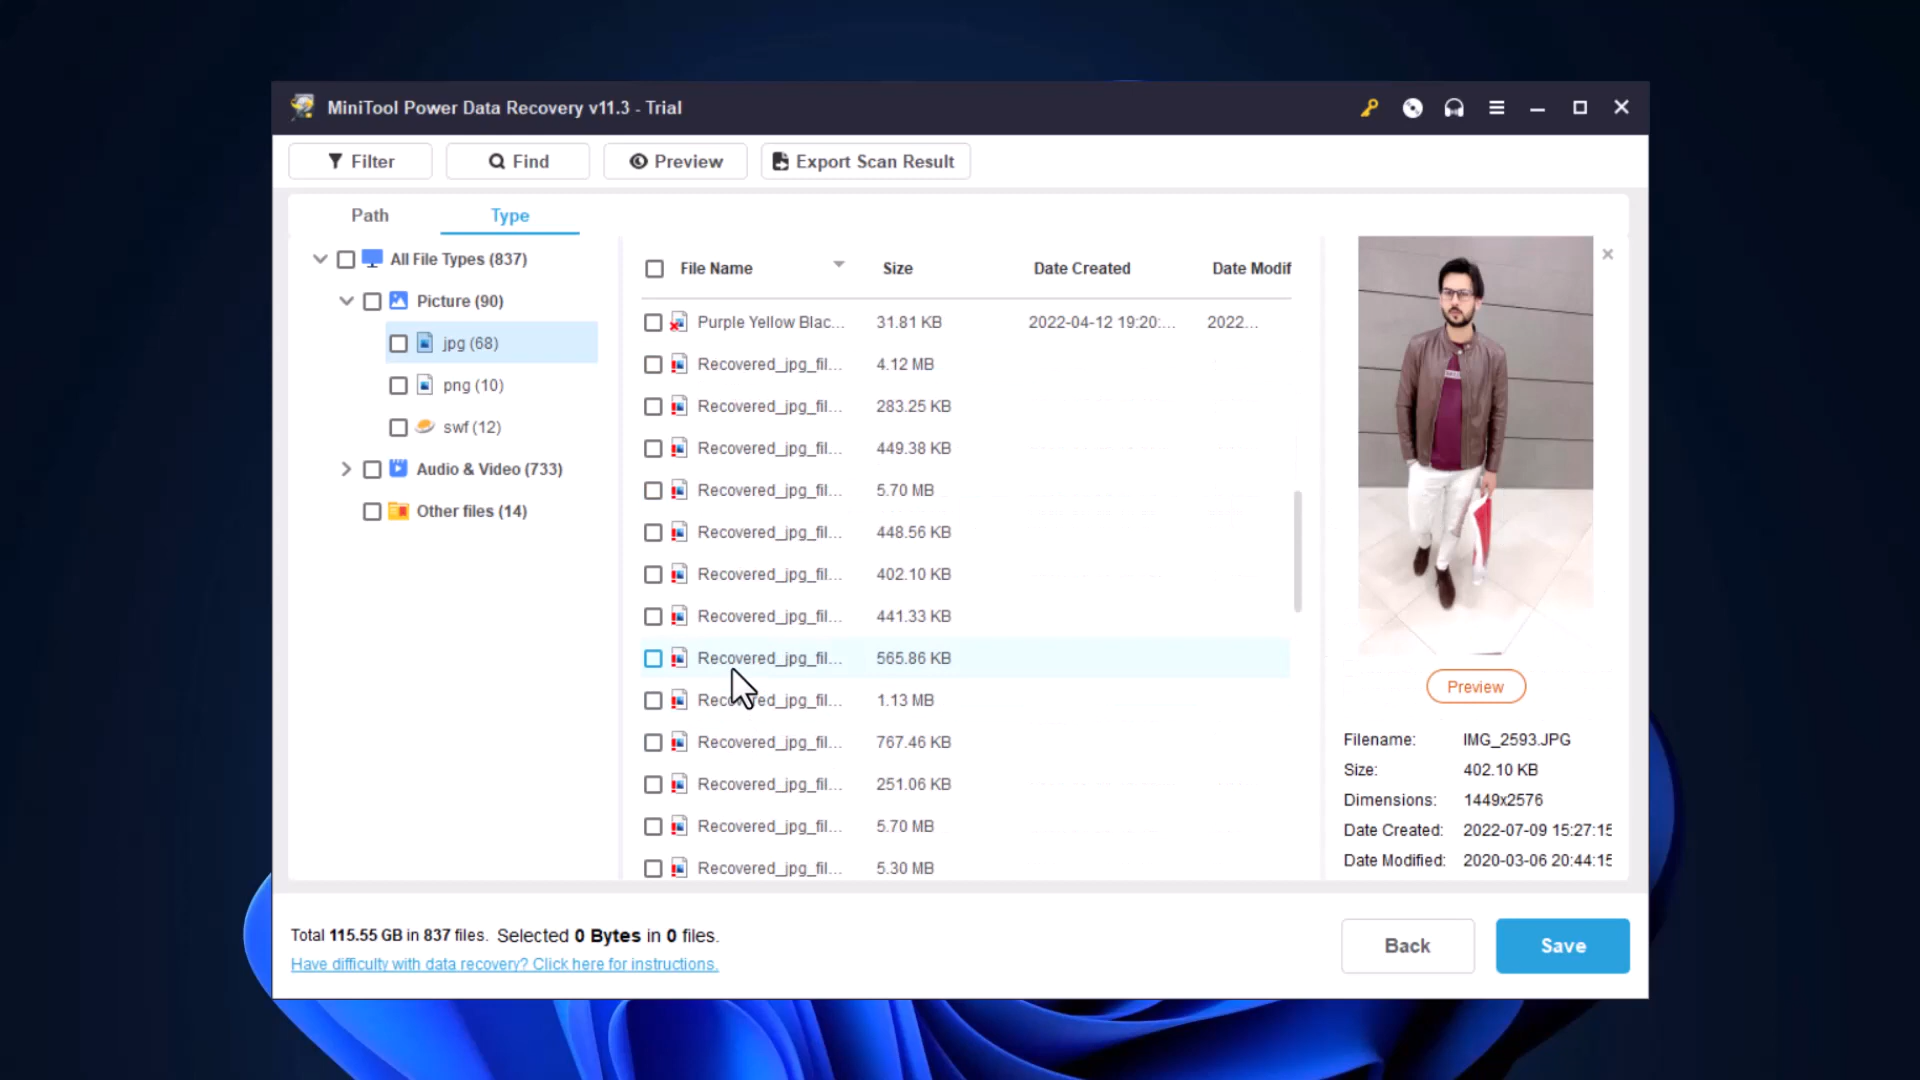 MiniTool Power Data Recovery v11.3 - Trial
Filter Find Preview Export Scan Result
Path Type
All File Types (837)
Picture (90)
jpg (68)
png (10)
swf (12)
Audio & Video (733)
Other files (14)
File Name Size Date Created Date Modif
Purple Yellow Blac... 31.81 KB 2022-04-12 19:20:... 2022...
Recovered_jpg_fil... 4.12 MB
Recovered_jpg_fil... 283.25 KB
Recovered_jpg_fil... 449.38 KB
Recovered_jpg_fil... 5.70 MB
Recovered_jpg_fil... 448.56 KB
Recovered_jpg_fil... 402.10 KB
Recovered_jpg_fil... 441.33 KB
Recovered_jpg_fil... 565.86 KB
Recovered_jpg_fil... 1.13 MB
Recovered_jpg_fil... 767.46 KB
Recovered_jpg_fil... 251.06 KB
Recovered_jpg_fil... 5.70 MB
Recovered_jpg_fil... 5.30 MB
Preview
Filename: IMG_2593.JPG
Size: 402.10 KB
Dimensions: 1449x2576
Date Created: 2022-07-09 15:27:15
Date Modified: 2020-03-06 20:44:15
Total 115.55 GB in 837 files. Selected 0 Bytes in 0 files.
Have difficulty with data recovery? Click here for instructions.
Back Save